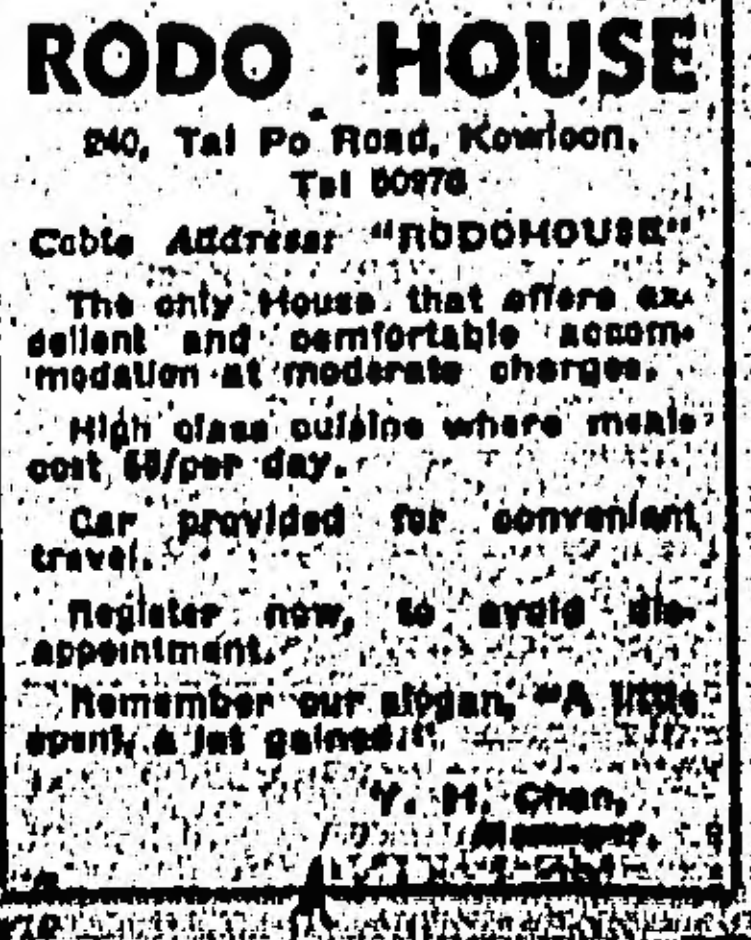 RODO HOUSE
240, Tai Po Road, Kowloon.
Tel
Cable Address: "RODOHOUSE"
The only House that offers ex-
cellent and comfortable accom-
modation at moderate charges.
High class cuisine where meals
cost per day.
Car provided for convenient
travel.
Register now, to avoid dis-
appointment.
Remember our slogan, "A little
spent, a lot gained."
Y. H. Chan,
Manager.